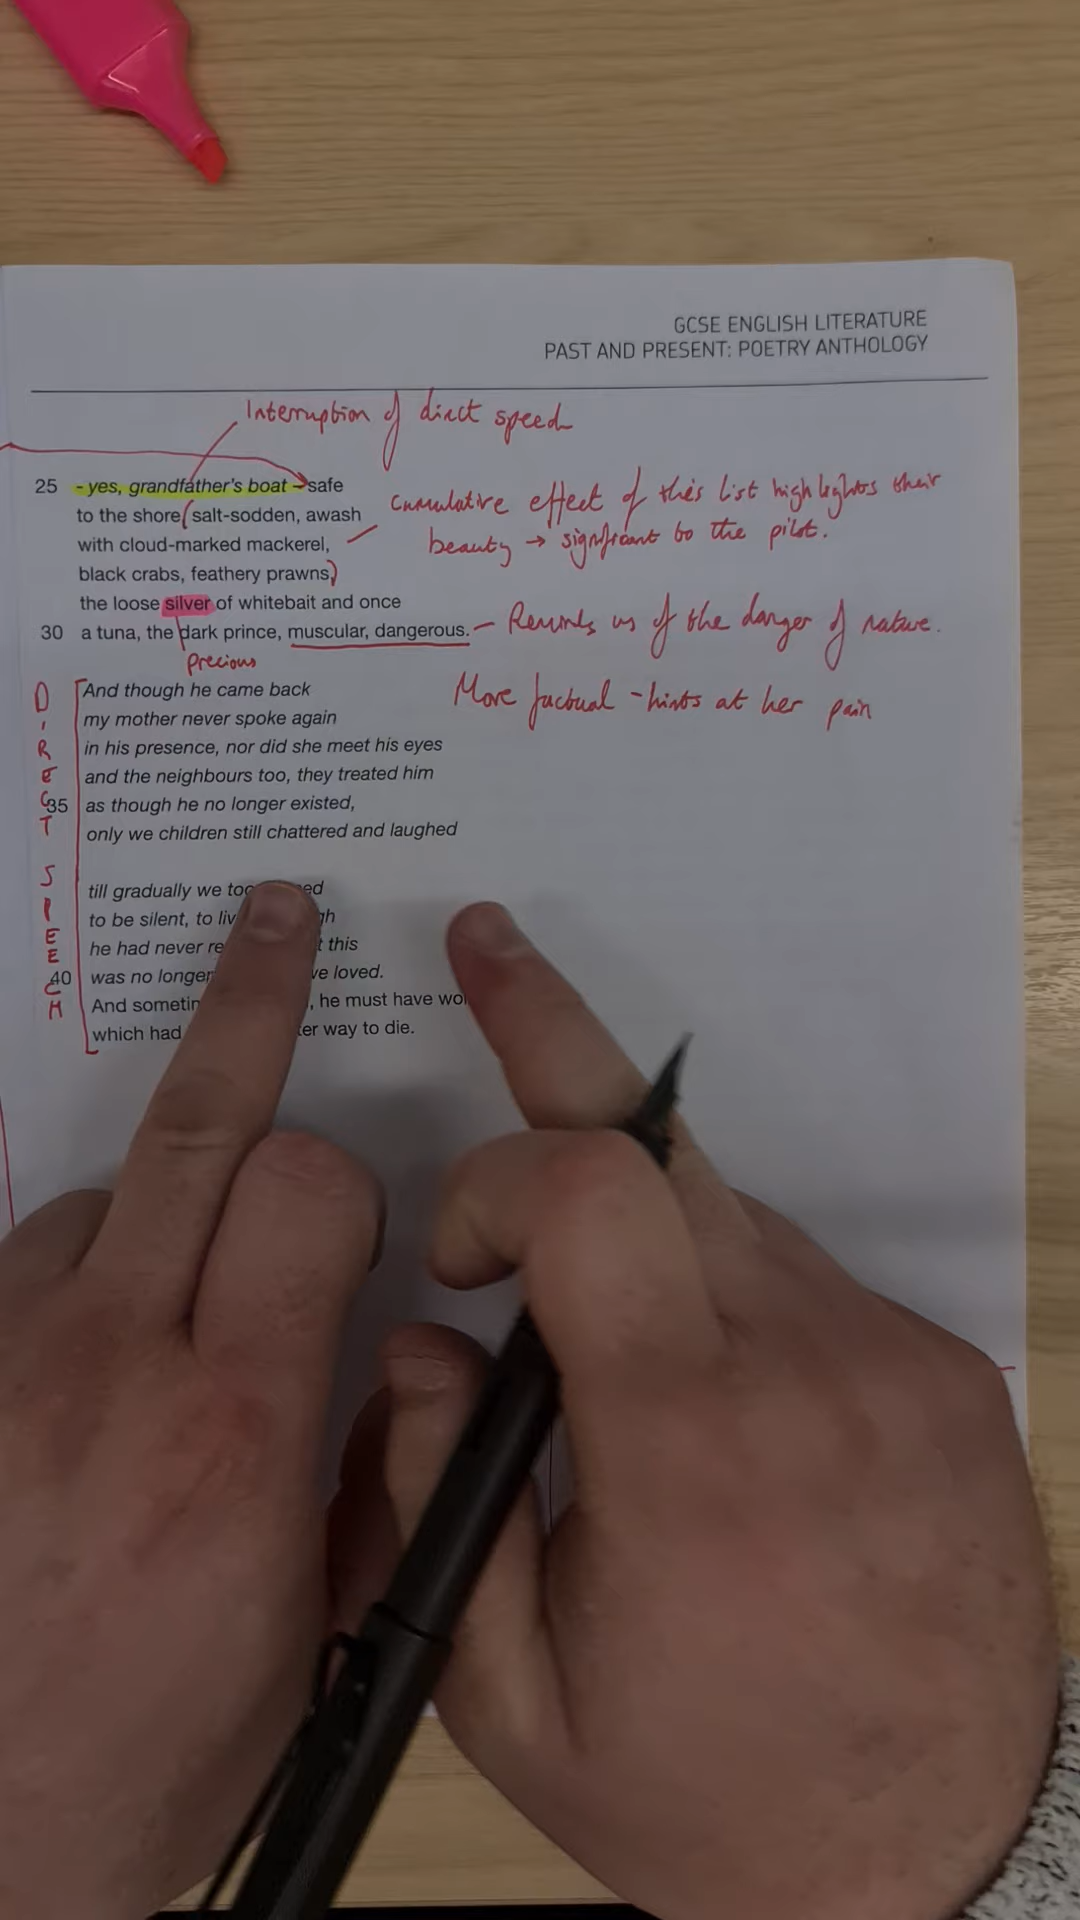 GCSE ENGLISH LITERATURE
PAST AND PRESENT: POETRY ANTHOLOGY
Interruption of direct speech
25 - yes, grandfather's boat - safe
to the shore, salt-sodden, awash
with cloud-marked mackerel,
black crabs, feathery prawns,
the loose silver of whitebait and once
30 a tuna, the dark prince, muscular, dangerous.
cumulative effect of this list highlights their
beauty → significant to the pilot.
- Reminds us of the danger of nature.
precious
More factual - hints at her pain
DIRECT SPEECH
And though he came back
my mother never spoke again
in his presence, nor did she meet his eyes
and the neighbours too, they treated him
35 as though he no longer existed,
only we children still chattered and laughed
till gradually we too
to be silent, to
he had never this
40 was no longer loved.
And , he must have
which had way to die.